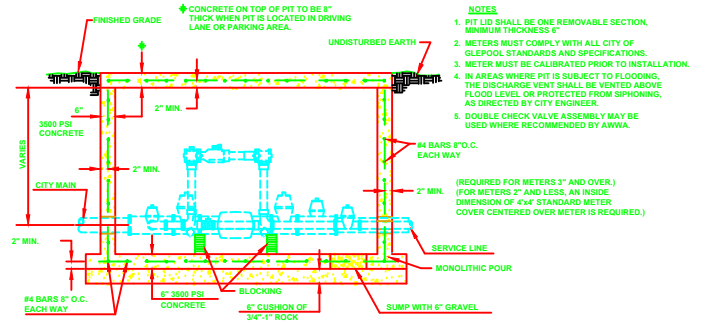 CONCRETE ON TOP OF PIT TO BE 8"
THICK WHEN PIT IS LOCATED IN DRIVING
LANE OR PARKING AREA.
FINISHED GRADE
UNDISTURBED EARTH
NOTES
1. PIT LID SHALL BE ONE REMOVABLE SECTION,
MINIMUM THICKNESS 6"
2. METERS MUST COMPLY WITH ALL CITY OF
GLEPOOL STANDARDS AND SPECIFICATIONS.
3. METER MUST BE CALIBRATED PRIOR TO INSTALLATION.
4. IN AREAS WHERE PIT IS SUBJECT TO FLOODING,
THE DISCHARGE VENT SHALL BE VENTED ABOVE
FLOOD LEVEL OR PROTECTED FROM SIPHONING,
AS DIRECTED BY CITY ENGINEER.
5. DOUBLE CHECK VALVE ASSEMBLY MAY BE
USED WHERE RECOMMENDED BY AWWA.
6"
2" MIN.
3500 PSI
CONCRETE
VARIES
#4 BARS 8"O.C.
EACH WAY
2" MIN.
2" MIN.
(REQUIRED FOR METERS 3" AND OVER.)
(FOR METERS 2" AND LESS, AN INSIDE
DIMENSION OF 4'x4' STANDARD METER
COVER CENTERED OVER METER IS REQUIRED.)
CITY MAIN
2" MIN.
SERVICE LINE
MONOLITHIC POUR
#4 BARS 8" O.C.
EACH WAY
6" 3500 PSI
CONCRETE
BLOCKING
6" CUSHION OF
3/4"-1" ROCK
SUMP WITH 6" GRAVEL